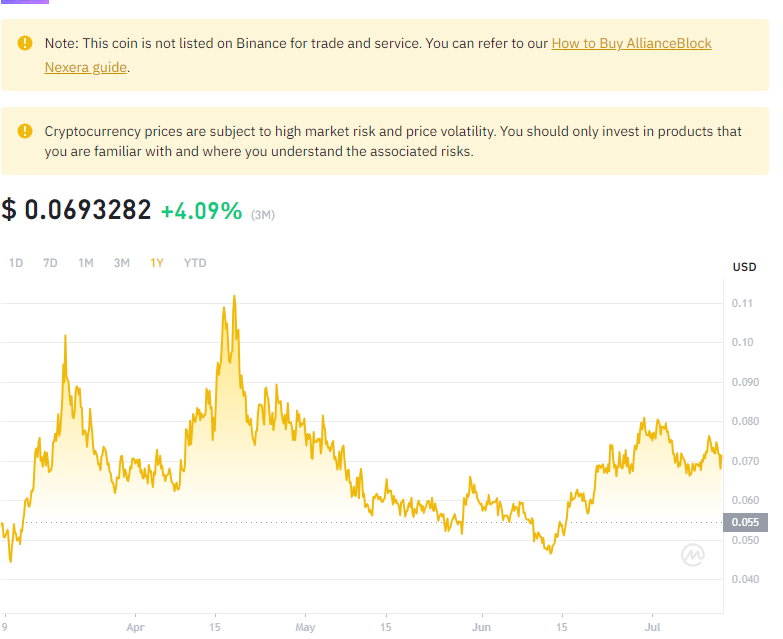 Note: This coin is not listed on Binance for trade and service. You can refer to our How to Buy AllianceBlock
Nexera guide.
Cryptocurrency prices are subject to high market risk and price volatility. You should only invest in products that
you are familiar with and where you understand the associated risks.
$ 0.0693282 +4.09% (3M)
1D 7D 1M 3M 1Y YTD
USD
0.11
0.10
0.090
0.080
0.070
0.060
0.055
0.050
0.040
9 Apr 15 May 15 Jun 15 Jul